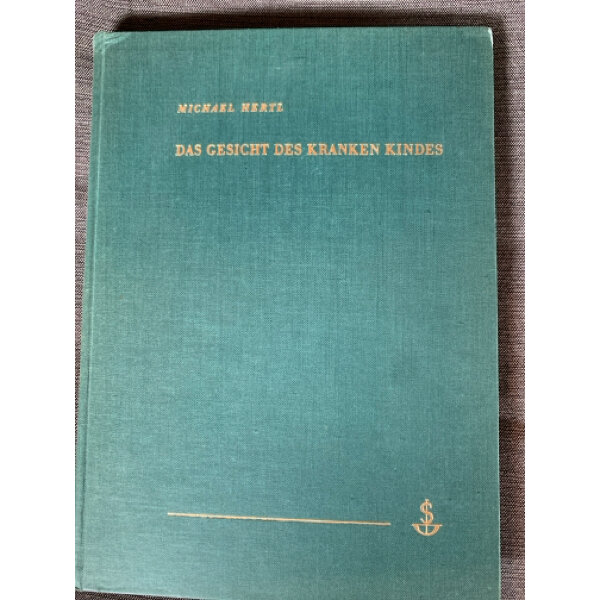 MICHAEL HERTL
DAS GESICHT DES KRANKEN KINDES